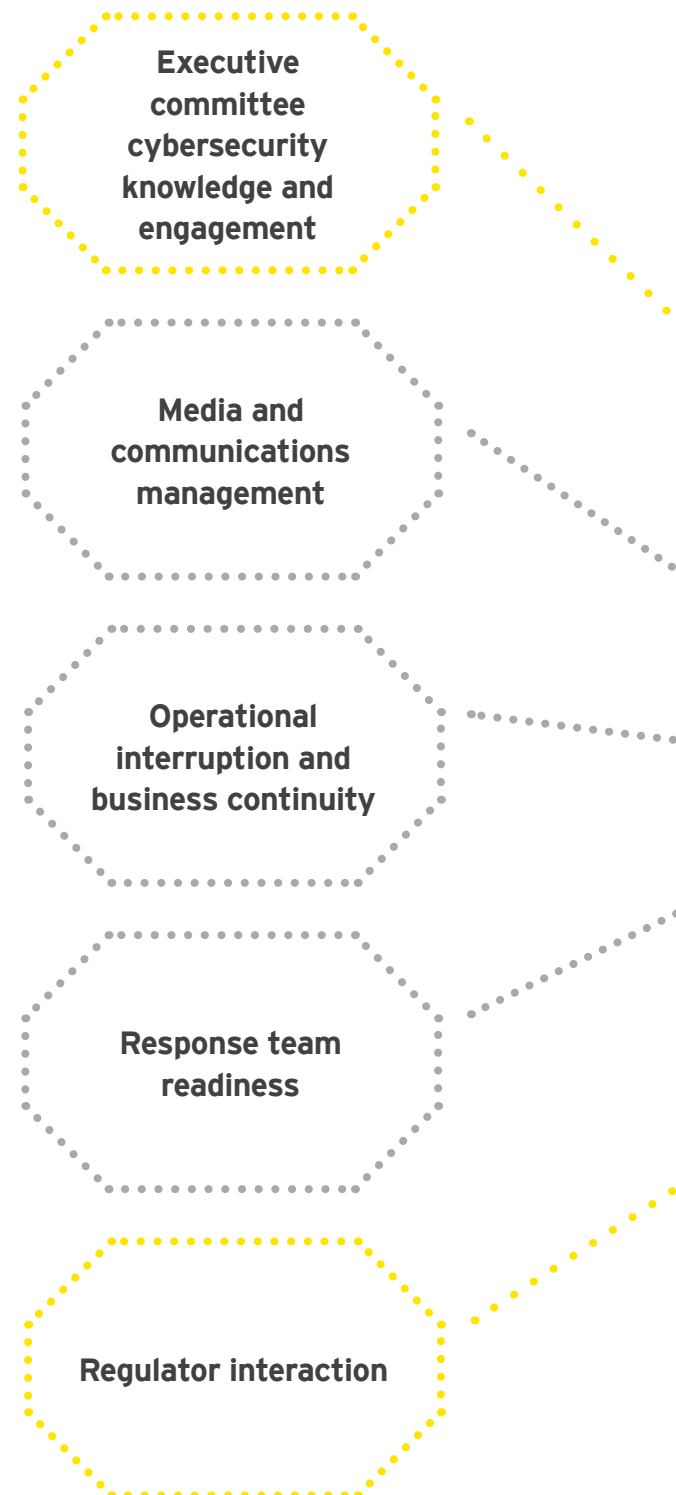 Executive
committee
cybersecurity
knowledge and
engagement
Media and
communications
management
Operational
interruption and
business continuity
Response team
readiness
Regulator interaction